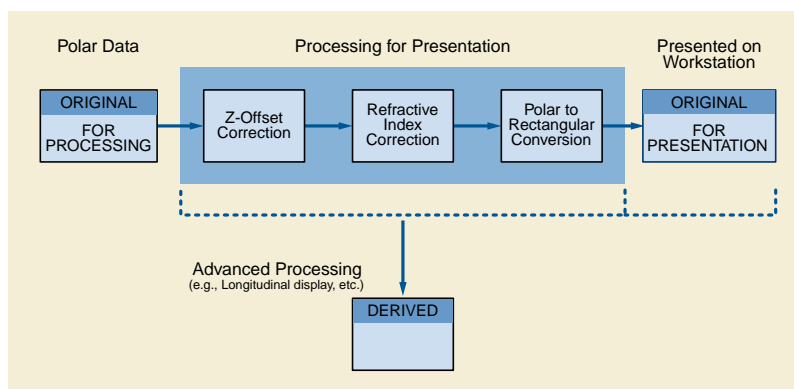 Polar Data
Processing for Presentation
Presented on
Workstation
ORIGINAL
FOR
PROCESSING
Z-Offset
Correction
Refractive
Index
Correction
Polar to
Rectangular
Conversion
ORIGINAL
FOR
PRESENTATION
Advanced Processing
(e.g., Longitudinal display, etc.)
DERIVED